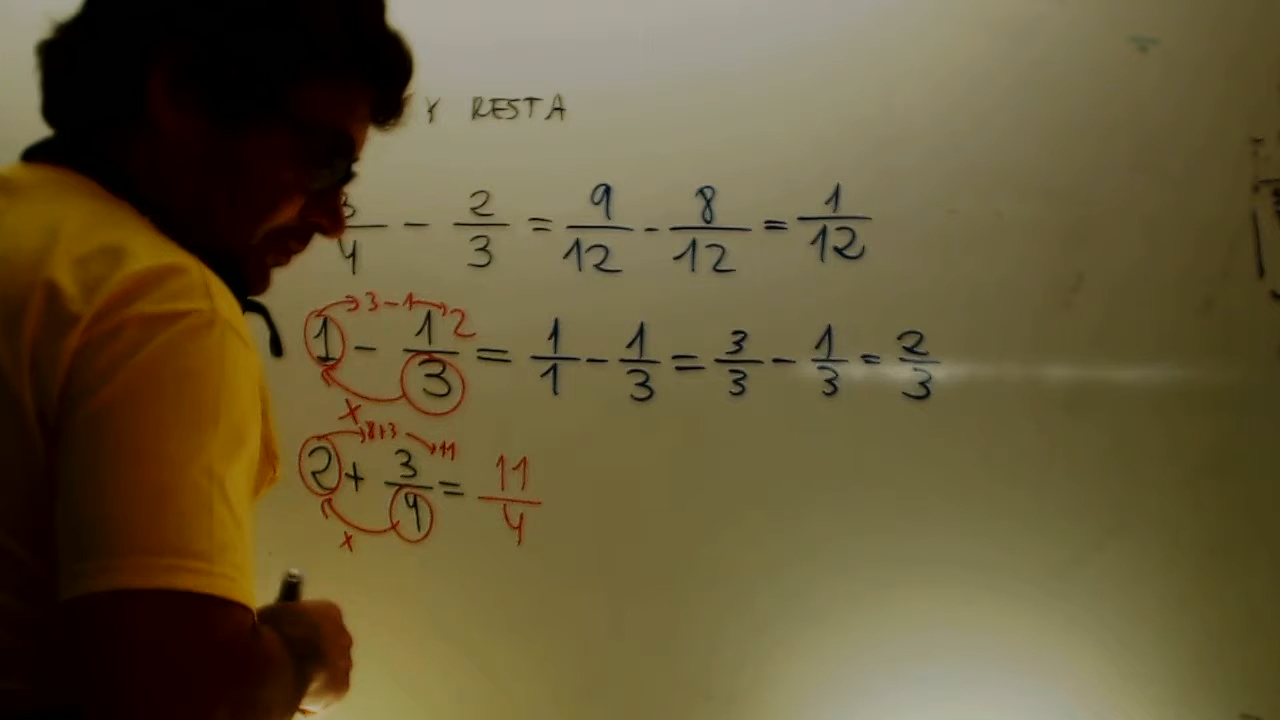 Y RESTA
3/4 - 2/3 = 9/12 - 8/12 = 1/12
3 - 1 2
1 - 1/3 = 1/1 - 1/3 = 3/3 - 1/3 = 2/3
x
8+3 11
2 + 3/4 = 11/4
x